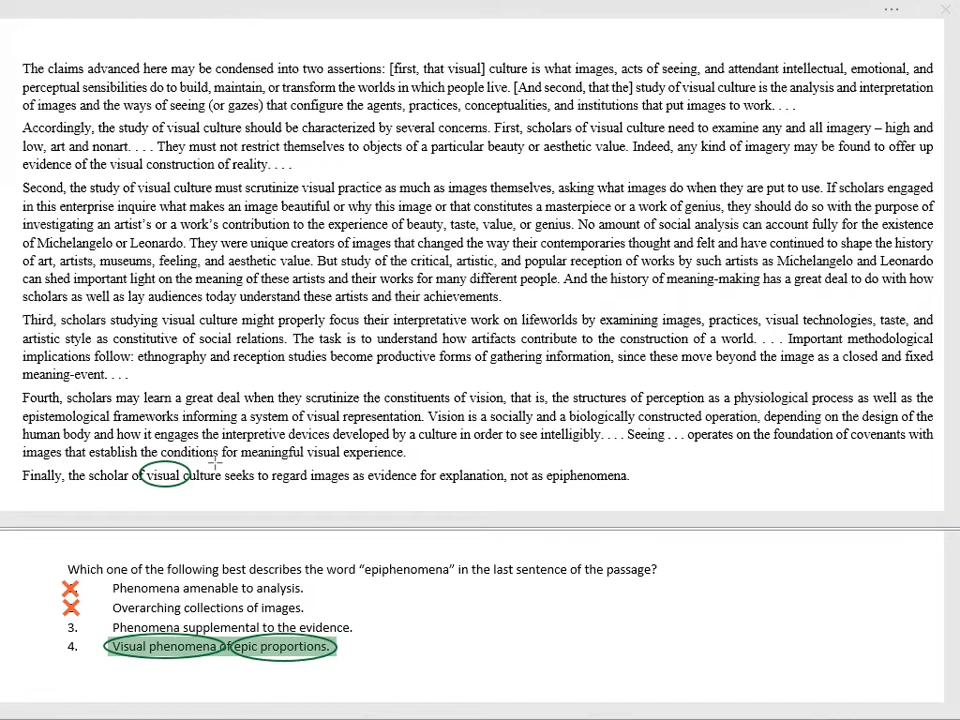 The claims advanced here may be condensed into two assertions: [first, that visual] culture is what images, acts of seeing, and attendant intellectual, emotional, and
perceptual sensibilities do to build, maintain, or transform the worlds in which people live. [And second, that the] study of visual culture is the analysis and interpretation
of images and the ways of seeing (or gazes) that configure the agents, practices, conceptualities, and institutions that put images to work. . . .
Accordingly, the study of visual culture should be characterized by several concerns. First, scholars of visual culture need to examine any and all imagery – high and
low, art and nonart. . . . They must not restrict themselves to objects of a particular beauty or aesthetic value. Indeed, any kind of imagery may be found to offer up
evidence of the visual construction of reality. . . .
Second, the study of visual culture must scrutinize visual practice as much as images themselves, asking what images do when they are put to use. If scholars engaged
in this enterprise inquire what makes an image beautiful or why this image or that constitutes a masterpiece or a work of genius, they should do so with the purpose of
investigating an artist's or a work's contribution to the experience of beauty, taste, value, or genius. No amount of social analysis can account fully for the existence
of Michelangelo or Leonardo. They were unique creators of images that changed the way their contemporaries thought and felt and have continued to shape the history
of art, artists, museums, feeling, and aesthetic value. But study of the critical, artistic, and popular reception of works by such artists as Michelangelo and Leonardo
can shed important light on the meaning of these artists and their works for many different people. And the history of meaning-making has a great deal to do with how
scholars as well as lay audiences today understand these artists and their achievements.
Third, scholars studying visual culture might properly focus their interpretative work on lifeworlds by examining images, practices, visual technologies, taste, and
artistic style as constitutive of social relations. The task is to understand how artifacts contribute to the construction of a world. . . . Important methodological
implications follow: ethnography and reception studies become productive forms of gathering information, since these move beyond the image as a closed and fixed
meaning-event. . . .
Fourth, scholars may learn a great deal when they scrutinize the constituents of vision, that is, the structures of perception as a physiological process as well as the
epistemological frameworks informing a system of visual representation. Vision is a socially and a biologically constructed operation, depending on the design of the
human body and how it engages the interpretive devices developed by a culture in order to see intelligibly. . . . Seeing . . . operates on the foundation of covenants with
images that establish the conditions for meaningful visual experience.
Finally, the scholar of visual culture seeks to regard images as evidence for explanation, not as epiphenomena.
Which one of the following best describes the word “epiphenomena” in the last sentence of the passage?
Phenomena amenable to analysis.
Overarching collections of images.
3. Phenomena supplemental to the evidence.
4. Visual phenomena of epic proportions.